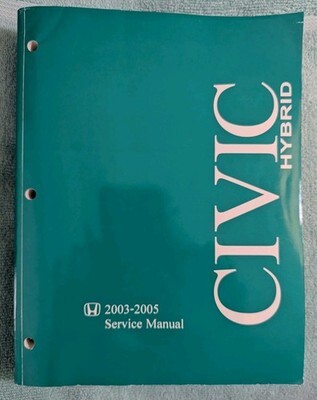 CIVIC
HYBRID
2003-2005
Service Manual